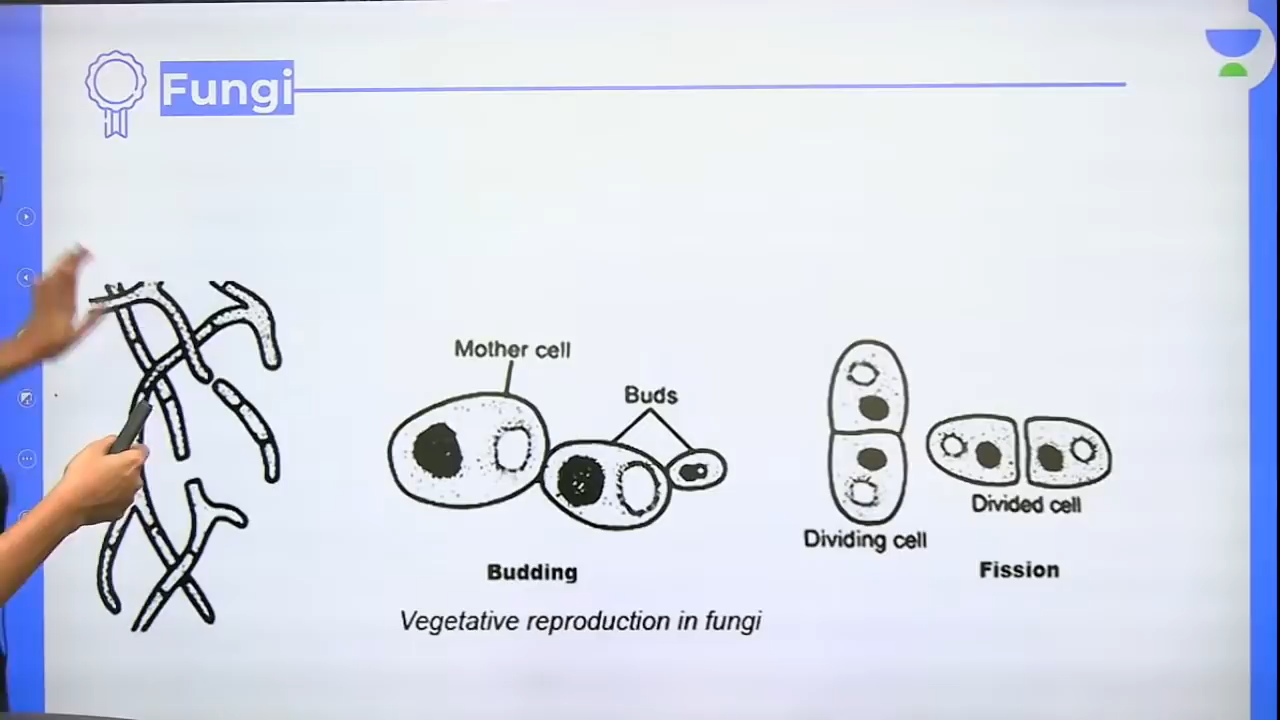 Fungi
Mother cell
Buds
Divided cell
Dividing cell
Budding
Fission
Vegetative reproduction in fungi